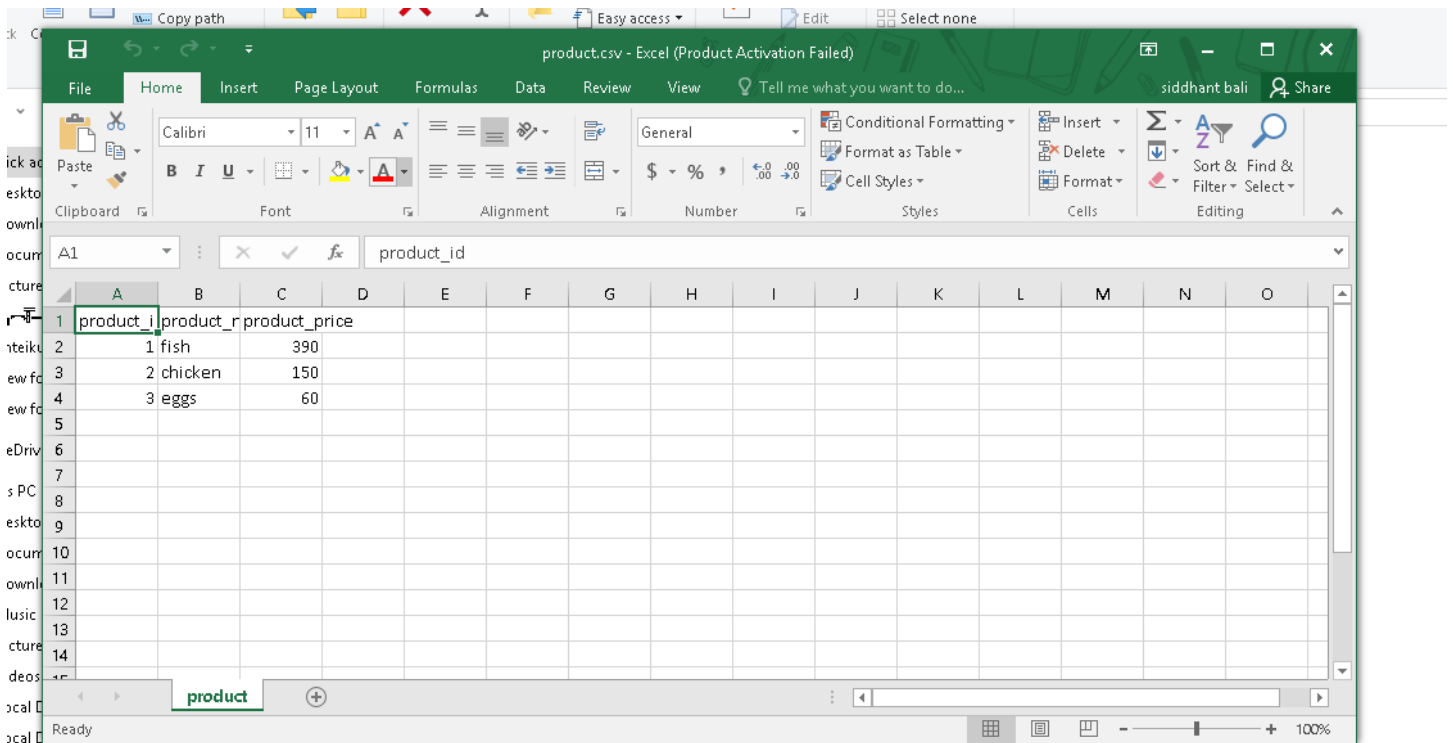 Copy path
Easy access
Edit
Select none
product.csv - Excel (Product Activation Failed)
File Home Insert Page Layout Formulas Data Review View Tell me what you want to do... siddhant bali Share
Calibri 11 A A General Conditional Formatting Insert Σ
Paste B I U A $ % , Format as Table Delete Sort & Find &
Cell Styles Format Filter Select
Clipboard Font Alignment Number Styles Cells Editing
A1 fx product_id
A B C D E F G H I J K L M N O
1 product_i product_r product_price
2 1 fish 390
3 2 chicken 150
4 3 eggs 60
5
6
7
8
9
10
11
12
13
14
product
Ready 100%